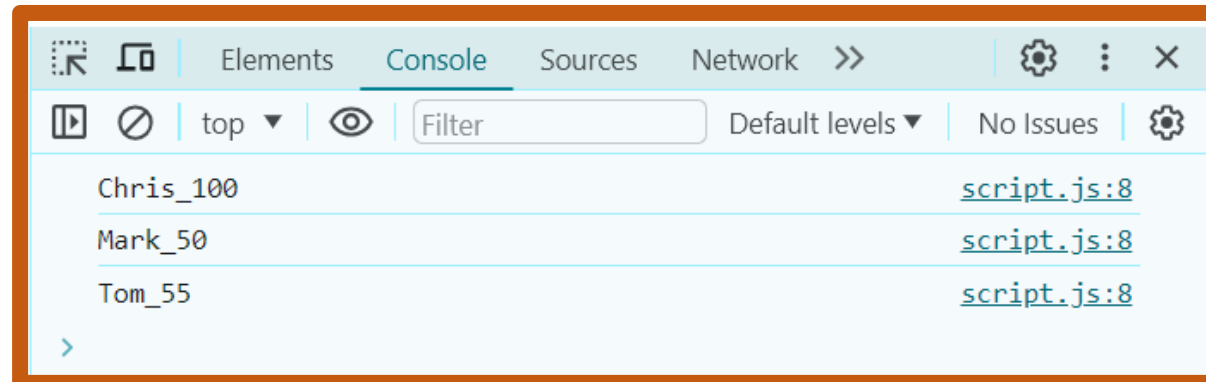 Elements Console Sources Network
top Filter Default levels No Issues
Chris_100 script.js:8
Mark_50 script.js:8
Tom_55 script.js:8